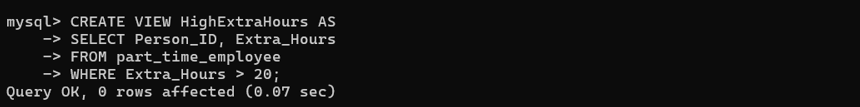 mysql> CREATE VIEW HighExtraHours AS
    -> SELECT Person_ID, Extra_Hours
    -> FROM part_time_employee
    -> WHERE Extra_Hours > 20;
Query OK, 0 rows affected (0.07 sec)